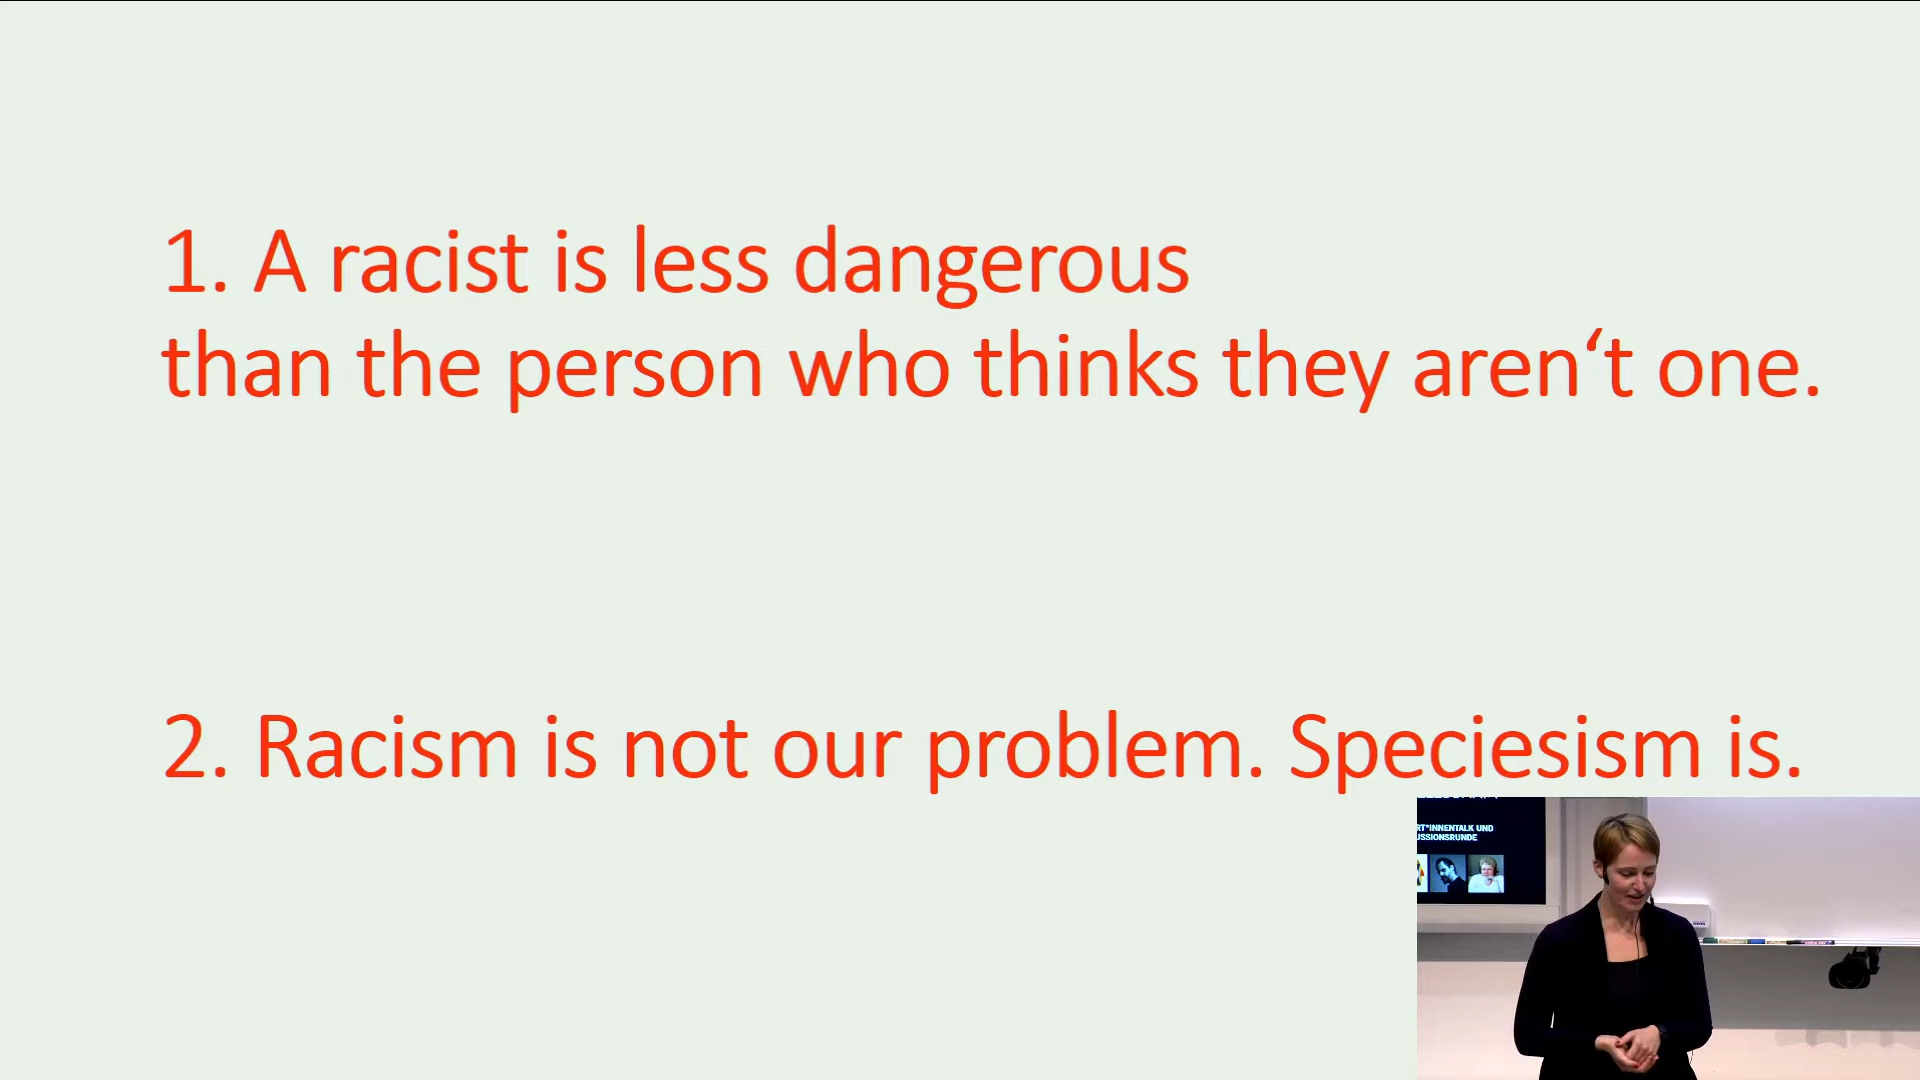 1. A racist is less dangerous
than the person who thinks they aren‘t one.
2. Racism is not our problem. Speciesism is.
RT*INNENTALK UND
USSIONSRUNDE